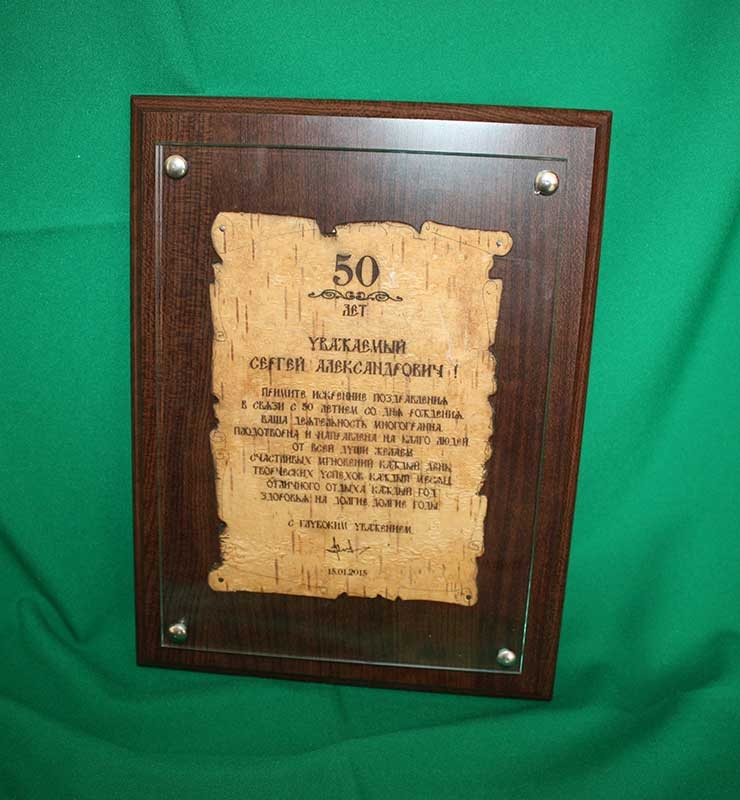 50
ЛЕТ
УВАЖАЕМЫЙ
СЕРГЕЙ АЛЕКСАНДРОВИЧ !
ПРИМИТЕ ИСКРЕННИЕ ПОЗДРАВЛЕНИЯ
В СВЯЗИ С 50 ЛЕТИЕМ СО ДНЯ РОЖДЕНИЯ
ВАША ДЕЯТЕЛЬНОСТЬ МНОГОГРАННА,
ПЛОДОТВОРНА И НАПРАВЛЕНА НА БЛАГО ЛЮДЕЙ
ОТ ВСЕЙ ДУШИ ЖЕЛАЕМ
СЧАСТЛИВЫХ МГНОВЕНИЙ КАЖДЫЙ ДЕНЬ,
ТВОРЧЕСКИХ УСПЕХОВ КАЖДЫЙ МЕСЯЦ,
ОТЛИЧНОГО ОТДЫХА КАЖДЫЙ ГОД
ЗДОРОВЬЯ НА ДОЛГИЕ ДОЛГИЕ ГОДЫ
С ГЛУБОКИМ УВАЖЕНИЕМ
15.01.2015